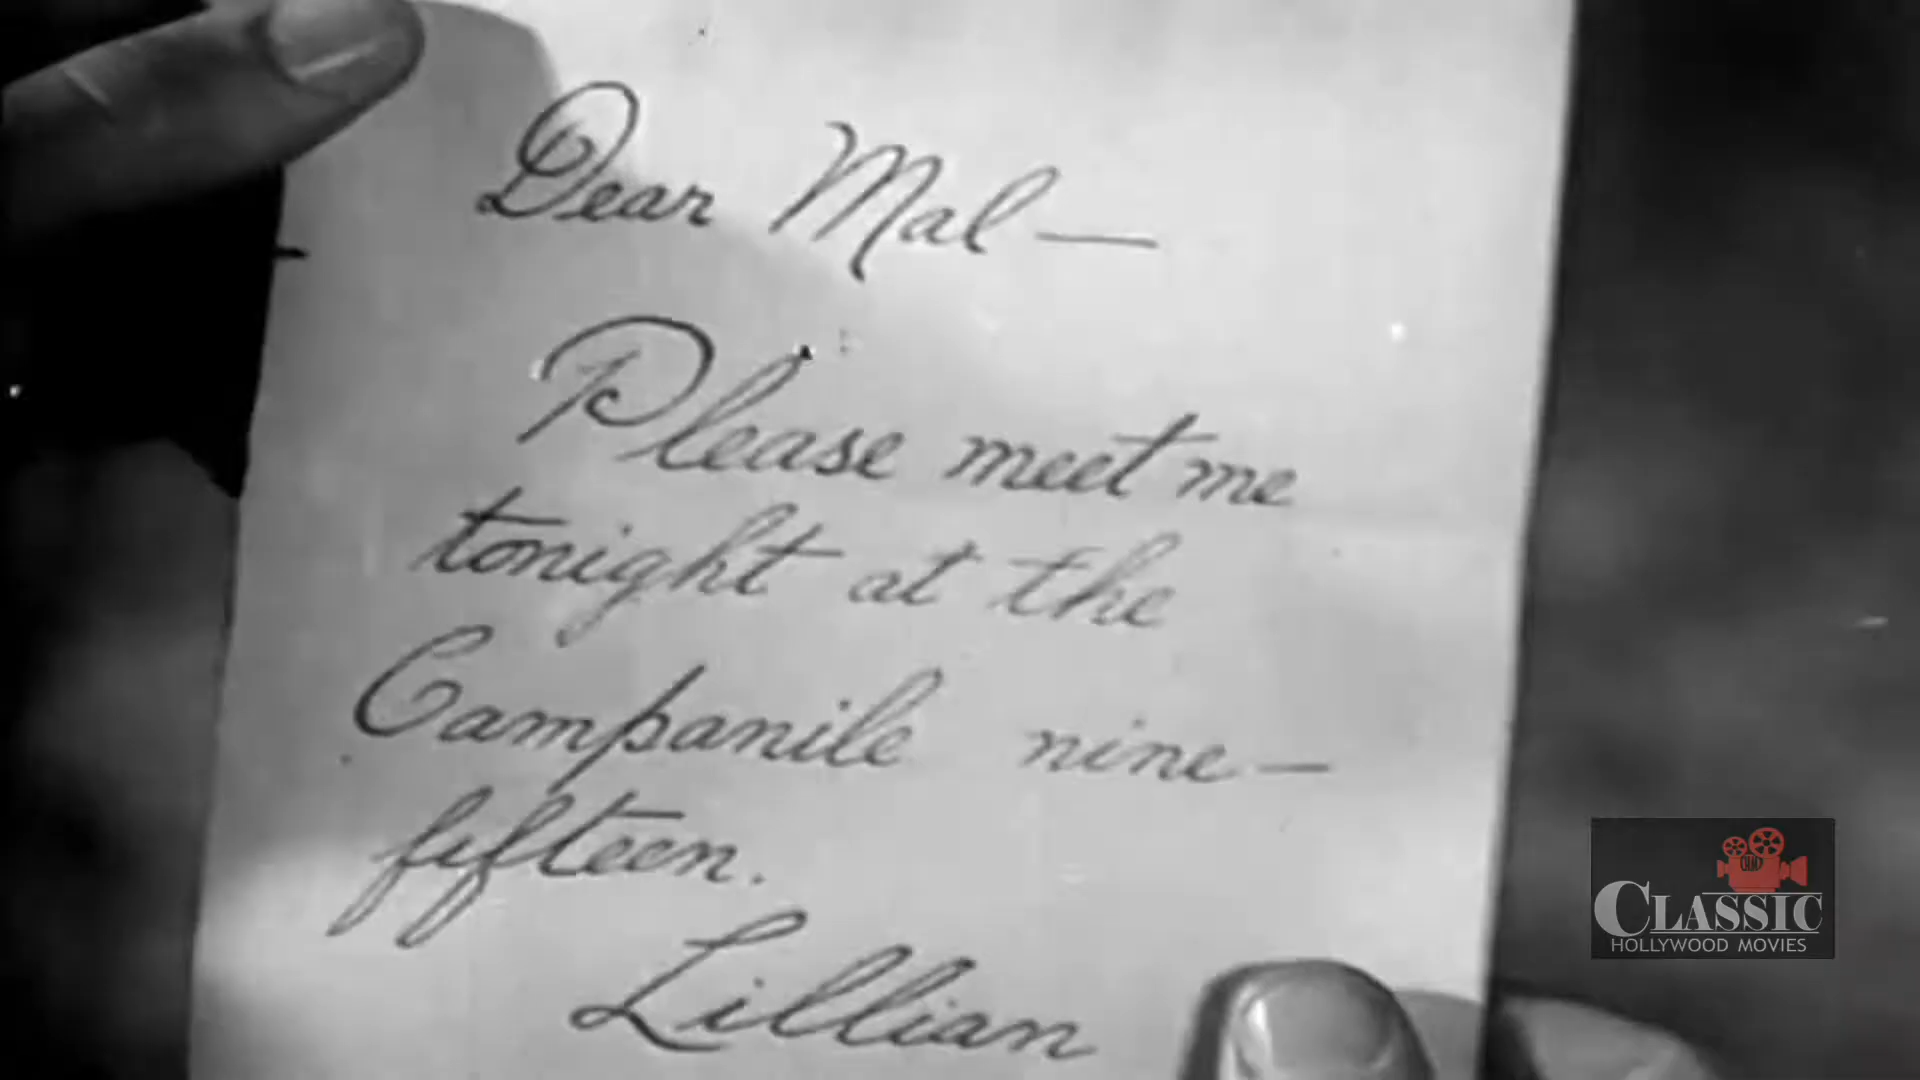 Dear Mal—
Please meet me
tonight at the
Campanile nine—
fifteen.
Lillian
CLASSIC
HOLLYWOOD MOVIES